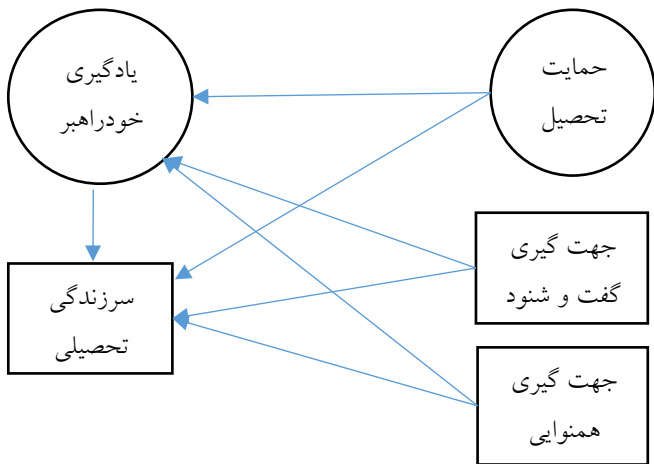 حمایت
تحصیل
یادگیری
خودراهبر
جهت گیری
گفت و شنود
سرزندگی
تحصیلی
جهت گیری
همنوایی